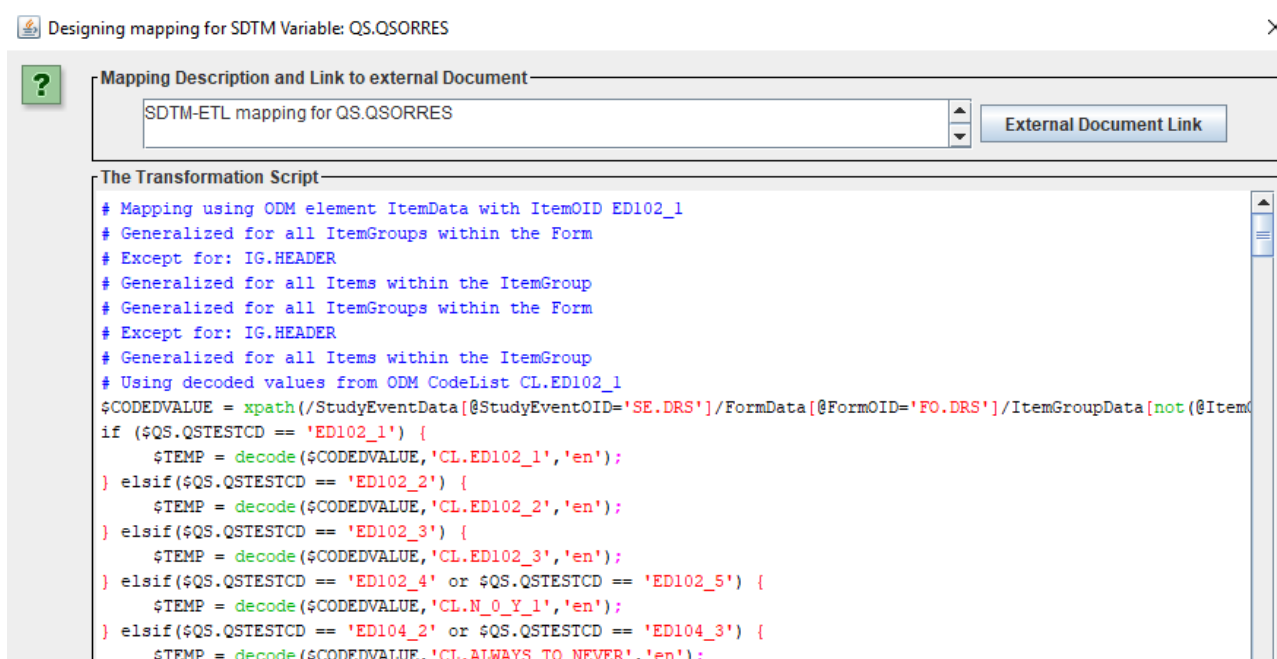 Designing mapping for SDTM Variable: QS.QSORRES
?
Mapping Description and Link to external Document
SDTM-ETL mapping for QS.QSORRES
External Document Link
The Transformation Script
# Mapping using ODM element ItemData with ItemOID ED102_1
# Generalized for all ItemGroups within the Form
# Except for: IG.HEADER
# Generalized for all Items within the ItemGroup
# Generalized for all ItemGroups within the Form
# Except for: IG.HEADER
# Generalized for all Items within the ItemGroup
# Using decoded values from ODM CodeList CL.ED102_1
$CODEDVALUE = xpath(/StudyEventData[@StudyEventOID='SE.DRS']/FormData[@FormOID='FO.DRS']/ItemGroupData[not(@Item
if ($QS.QSTESTCD == 'ED102_1') {
$TEMP = decode($CODEDVALUE,'CL.ED102_1','en');
} elsif($QS.QSTESTCD == 'ED102_2') {
$TEMP = decode($CODEDVALUE,'CL.ED102_2','en');
} elsif($QS.QSTESTCD == 'ED102_3') {
$TEMP = decode($CODEDVALUE,'CL.ED102_3','en');
} elsif($QS.QSTESTCD == 'ED102_4' or $QS.QSTESTCD == 'ED102_5') {
$TEMP = decode($CODEDVALUE,'CL.N_0_Y_1','en');
} elsif($QS.QSTESTCD == 'ED104_2' or $QS.QSTESTCD == 'ED104_3') {
$TEMP = decode($CODEDVALUE,'CL.ALWAYS_TO_NEVER','en');